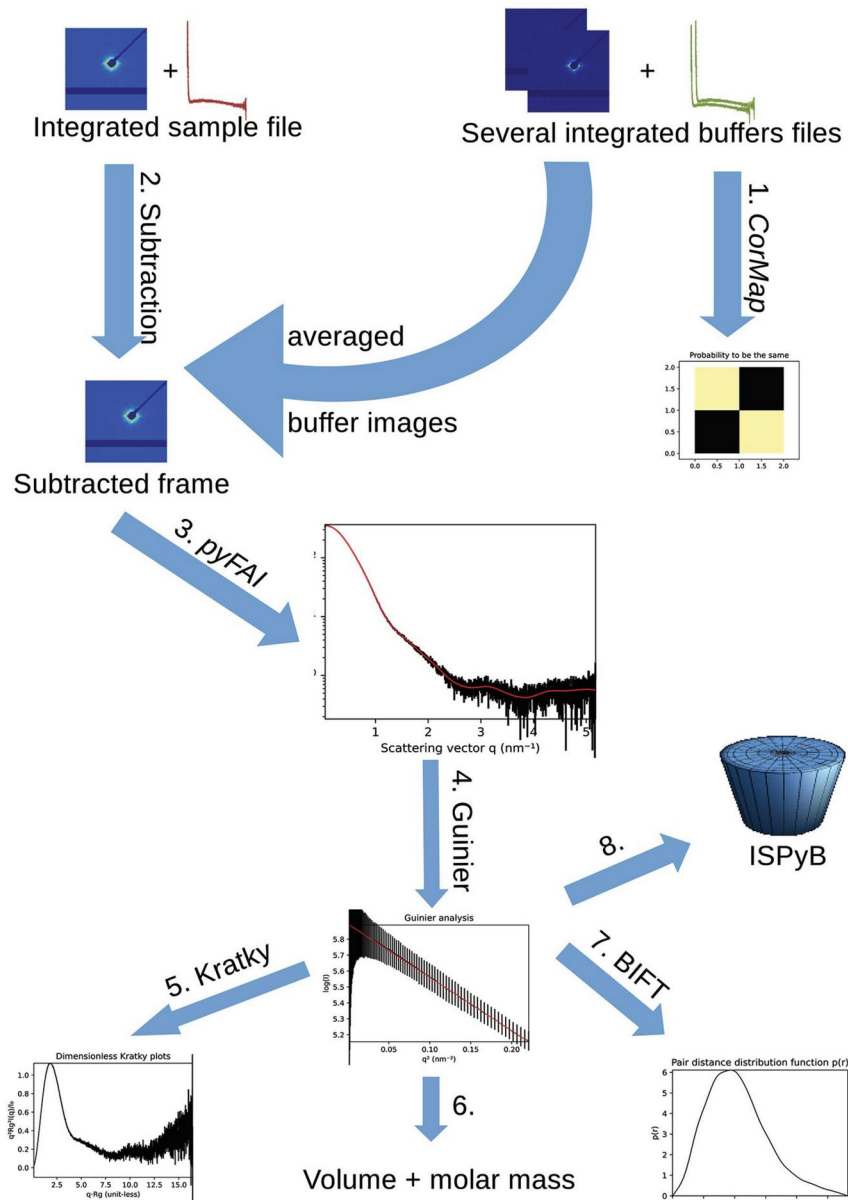 +
+
Integrated sample file
Several integrated buffers files
2. Subtraction
1. CorMap
averaged
buffer images
Probability to be the same
2.0
1.5
1.0
0.5
0.0
0.0 0.5 1.0 1.5 2.0
Subtracted frame
3. pyFAI
1 2 3 4 5
Scattering vector q (nm⁻¹)
4. Guinier
8.
ISPyB
Guinier analysis
5.8
5.7
5.6
5.5
5.4
5.3
5.2
log(I)
0.05 0.10 0.15 0.20
q² (nm⁻²)
5. Kratky
7. BIFT
6.
Dimensionless Kratky plots
1.0
0.8
0.6
0.4
0.2
0.0
2.5 5.0 7.5 10.0 12.5 15.0
q·Rg (unit-less)
Pair distance distribution function p(r)
6
5
4
3
2
1
0
p(r)
Volume + molar mass